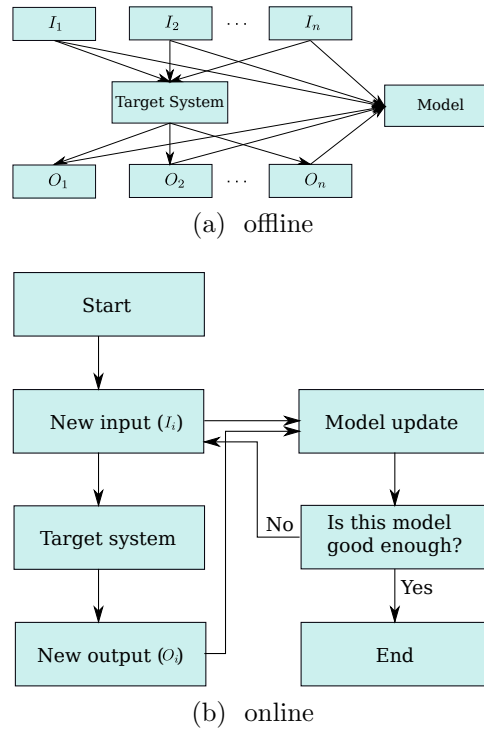 I₁ I₂ ... Iₙ
Target System
Model
O₁ O₂ ... Oₙ
(a) offline
Start
New input (Iᵢ)
Model update
Target system
No
Is this model
good enough?
Yes
New output (Oᵢ)
End
(b) online